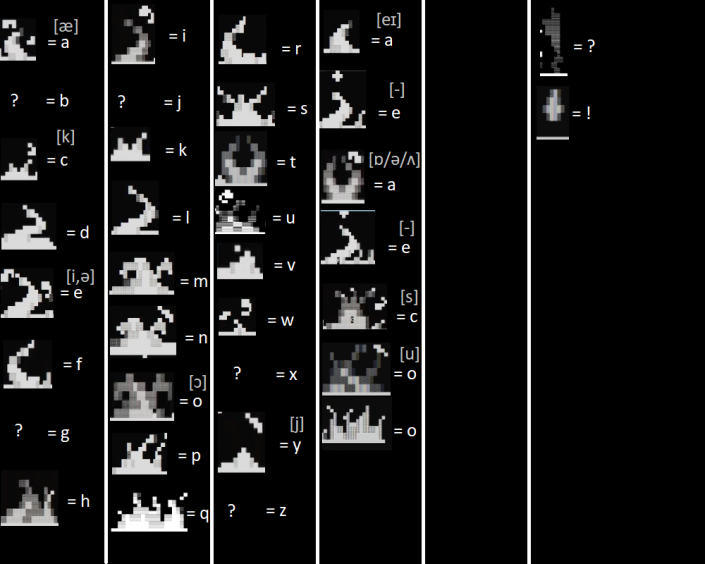 [æ]
= a
? = b
[k]
= c
= d
[i,ə]
= e
= f
? = g
= h
= i
? = j
= k
= l
= m
= n
[ɔ]
= o
= p
= q
= r
= s
= t
= u
= v
= w
? = x
[j]
= y
? = z
[eɪ]
= a
[-]
= e
[ɒ/ə/ʌ]
= a
[-]
= e
[s]
= c
[u]
= o
= o
= ?
= !